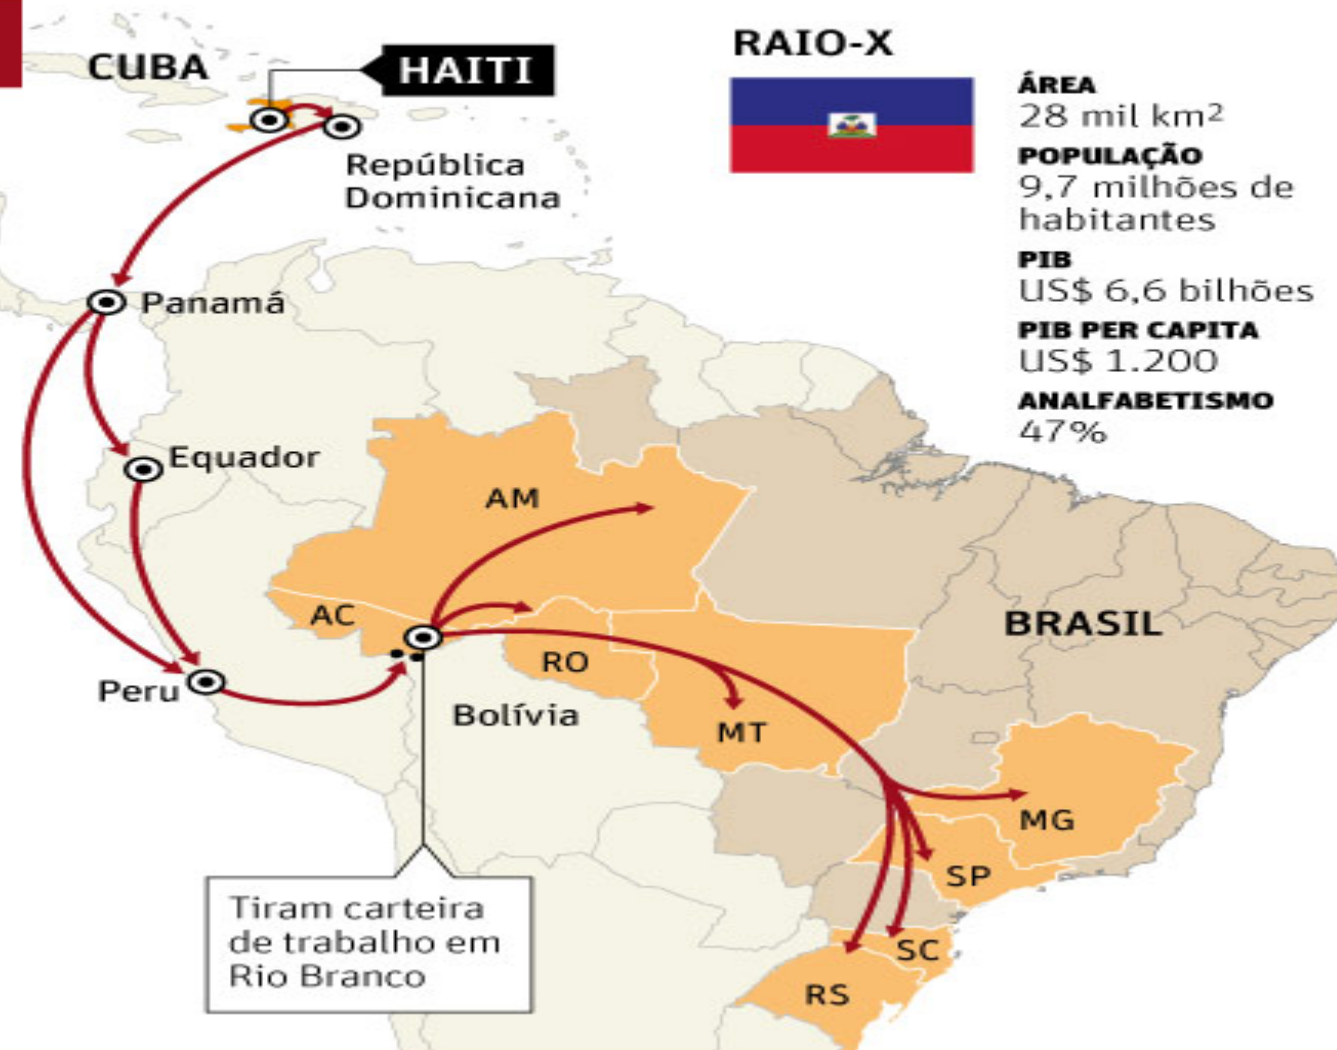 CUBA
HAITI
República
Dominicana
Panamá
Equador
Peru
AM
AC
RO
Bolívia
MT
BRASIL
MG
SP
SC
RS
Tiram carteira
de trabalho em
Rio Branco
RAIO-X
ÁREA
28 mil km²
POPULAÇÃO
9,7 milhões de
habitantes
PIB
US$ 6,6 bilhões
PIB PER CAPITA
US$ 1.200
ANALFABETISMO
47%